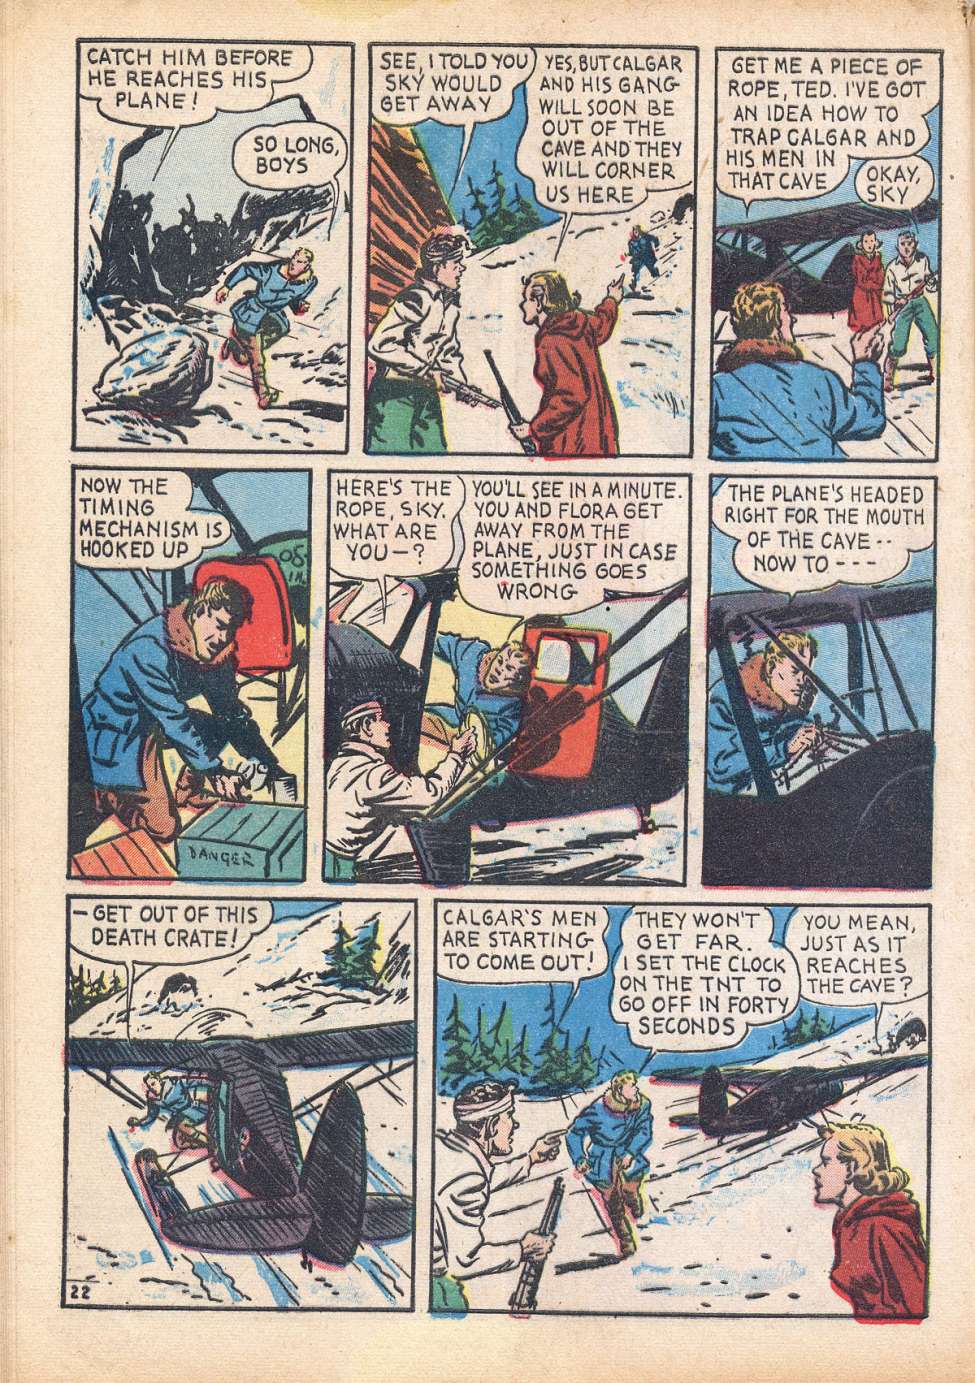 CATCH HIM BEFORE
HE REACHES HIS
PLANE!
SO LONG,
BOYS
SEE, I TOLD YOU
SKY WOULD
GET AWAY
YES, BUT CALGAR
AND HIS GANG
WILL SOON BE
OUT OF THE
CAVE AND THEY
WILL CORNER
US HERE
GET ME A PIECE OF
ROPE, TED. I'VE GOT
AN IDEA HOW TO
TRAP CALGAR AND
HIS MEN IN
THAT CAVE
OKAY,
SKY
NOW THE
TIMING
MECHANISM IS
HOOKED UP
DANGER
HERE'S THE
ROPE, SKY.
WHAT ARE
YOU—?
YOU'LL SEE IN A MINUTE.
YOU AND FLORA GET
AWAY FROM THE
PLANE, JUST IN CASE
SOMETHING GOES
WRONG
THE PLANE'S HEADED
RIGHT FOR THE MOUTH
OF THE CAVE--
NOW TO ---
—GET OUT OF THIS
DEATH CRATE!
22
CALGAR'S MEN
ARE STARTING
TO COME OUT!
THEY WON'T
GET FAR.
I SET THE CLOCK
ON THE TNT TO
GO OFF IN FORTY
SECONDS
YOU MEAN,
JUST AS IT
REACHES
THE CAVE?